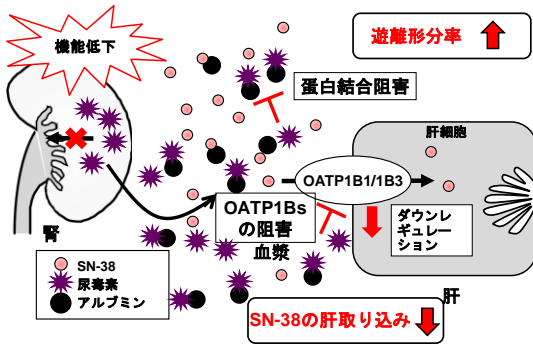 機能低下
遊離形分率
蛋白結合阻害
肝細胞
OATP1B1/1B3
OATP1Bs
の阻害
ダウンレ
ギュレー
ション
腎
血漿
SN-38
尿毒素
アルブミン
肝
SN-38の肝取り込み